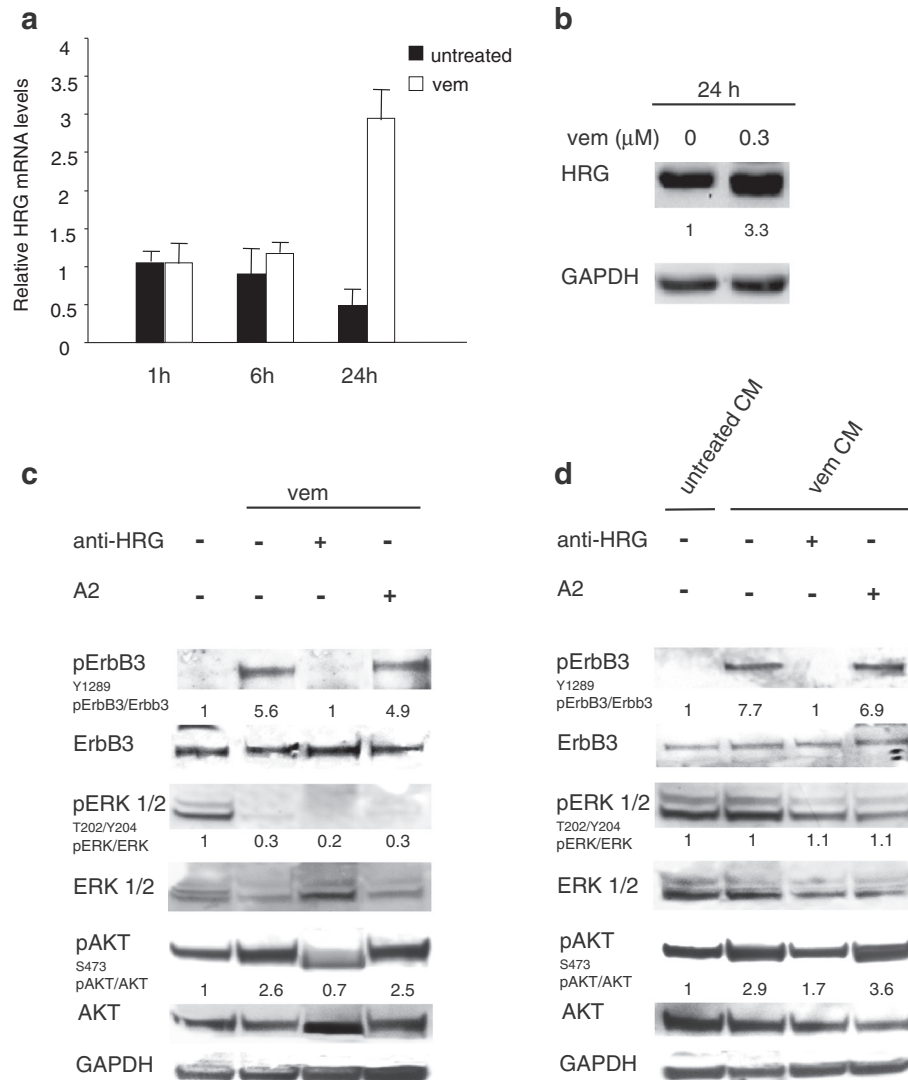 a
Relative HRG mRNA levels
4
3.5
3
2.5
2
1.5
1
0.5
0
untreated
vem
1h 6h 24h
b
24 h
vem (µM) 0 0.3
HRG
1 3.3
GAPDH
c
vem
anti-HRG - - + -
A2 - - - +
pErbB3
Y1289
pErbB3/Erbb3 1 5.6 1 4.9
ErbB3
pERK 1/2
T202/Y204
pERK/ERK 1 0.3 0.2 0.3
ERK 1/2
pAKT
S473
pAKT/AKT 1 2.6 0.7 2.5
AKT
GAPDH
d
untreated CM
vem CM
anti-HRG - - + -
A2 - - - +
pErbB3
Y1289
pErbB3/Erbb3 1 7.7 1 6.9
ErbB3
pERK 1/2
T202/Y204
pERK/ERK 1 1 1.1 1.1
ERK 1/2
pAKT
S473
pAKT/AKT 1 2.9 1.7 3.6
AKT
GAPDH